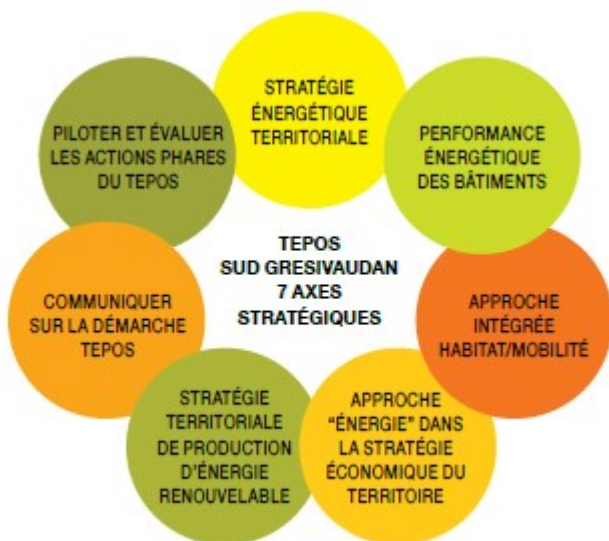 STRATÉGIE
ÉNERGÉTIQUE
TERRITORIALE
PERFORMANCE
ÉNERGÉTIQUE
DES BÂTIMENTS
APPROCHE
INTÉGRÉE
HABITAT/MOBILITÉ
APPROCHE
“ÉNERGIE” DANS
LA STRATÉGIE
ÉCONOMIQUE DU
TERRITOIRE
STRATÉGIE
TERRITORIALE
DE PRODUCTION
D’ÉNERGIE
RENOUVELABLE
COMMUNIQUER
SUR LA DÉMARCHE
TEPOS
PILOTER ET ÉVALUER
LES ACTIONS PHARES
DU TEPOS
TEPOS
SUD GRESIVAUDAN
7 AXES
STRATÉGIQUES